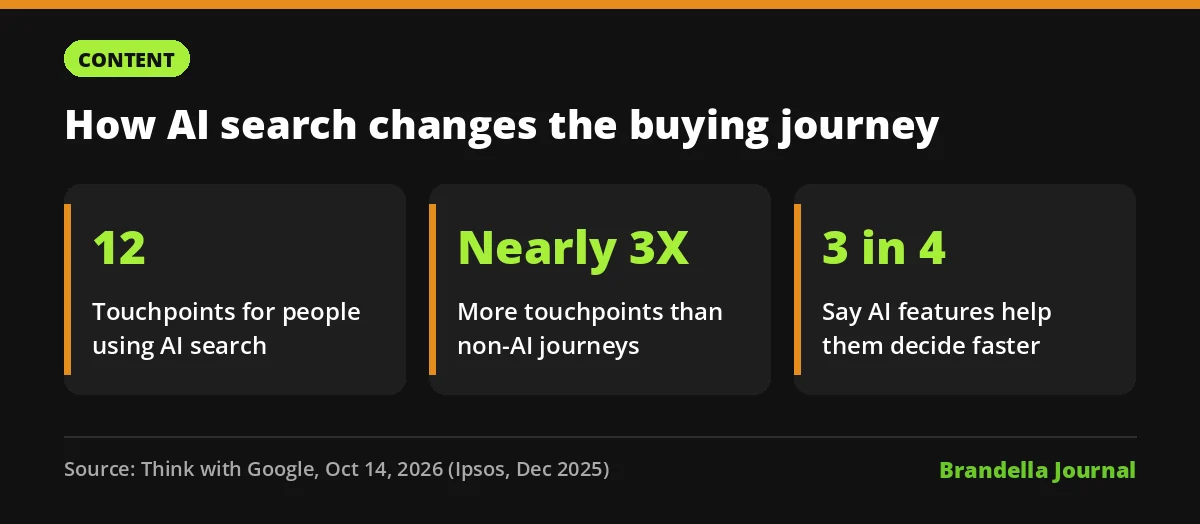 CONTENT
How AI search changes the buying journey
12
Touchpoints for people
using AI search
Nearly 3X
More touchpoints than
non-AI journeys
3 in 4
Say AI features help
them decide faster
Source: Think with Google, Oct 14, 2026 (Ipsos, Dec 2025)
Brandella Journal